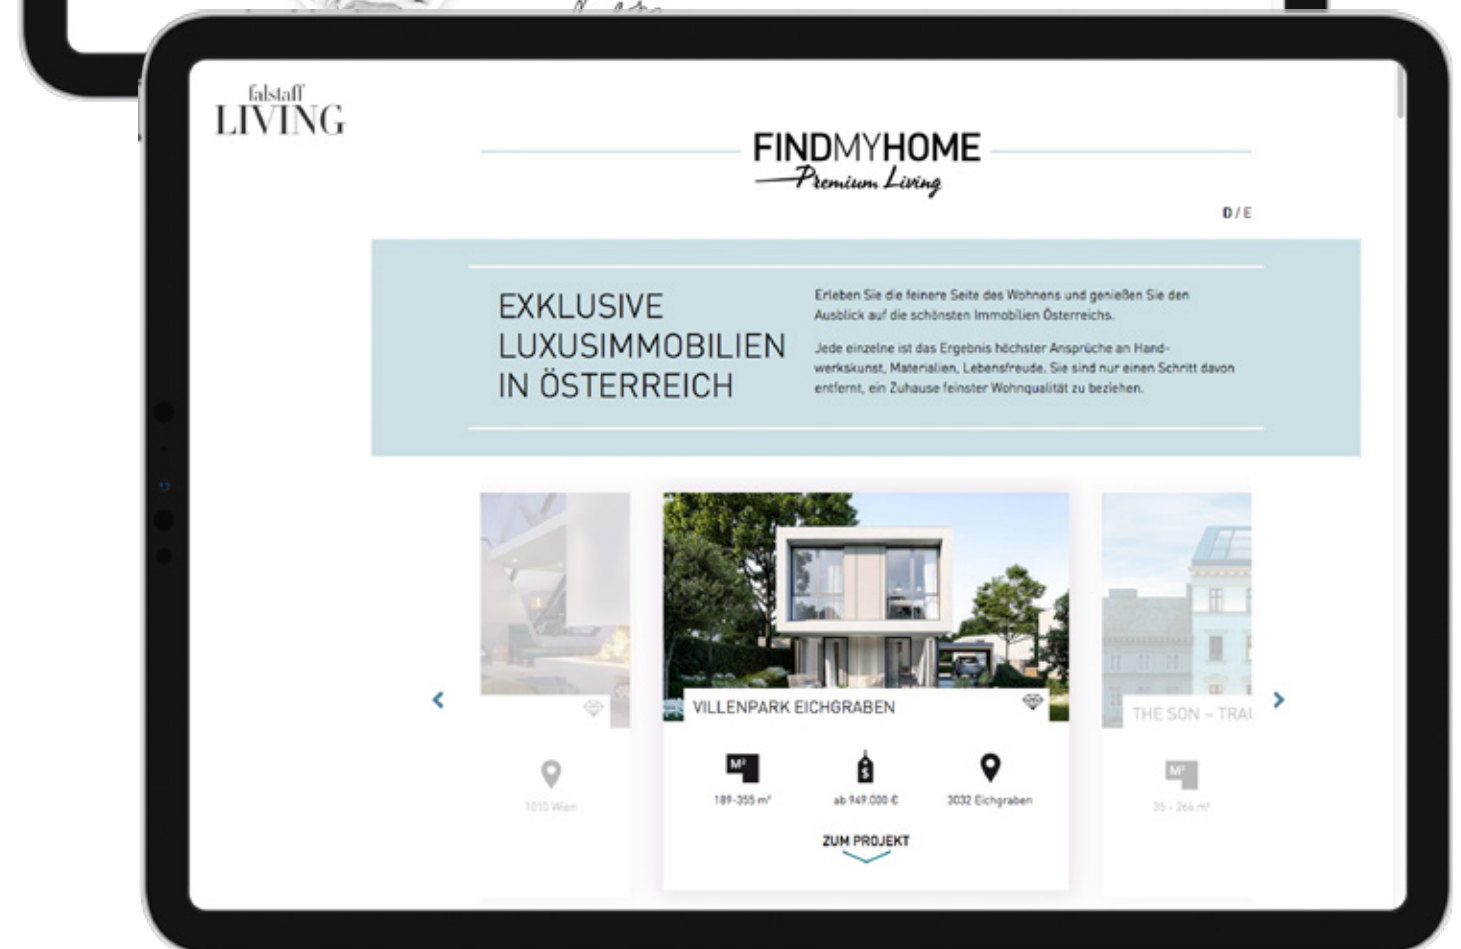 falstaff
LIVING
FINDMYHOME
Premium Living
D / E
EXKLUSIVE
LUXUSIMMOBILIEN
IN ÖSTERREICH
Erleben Sie die feinere Seite des Wohnens und genießen Sie den
Ausblick auf die schönsten Immobilien Österreichs.
Jede einzelne ist das Ergebnis höchster Ansprüche an Hand-
werkskunst, Materialien, Lebensfreude. Sie sind nur einen Schritt davon
entfernt, ein Zuhause feinster Wohnqualität zu beziehen.
1010 Wien
VILLENPARK EICHGRABEN
M²
$
189-355 m²
ab 949.000 €
3032 Eichgraben
ZUM PROJEKT
THE SON – TRAU
M²
35 - 266 m²